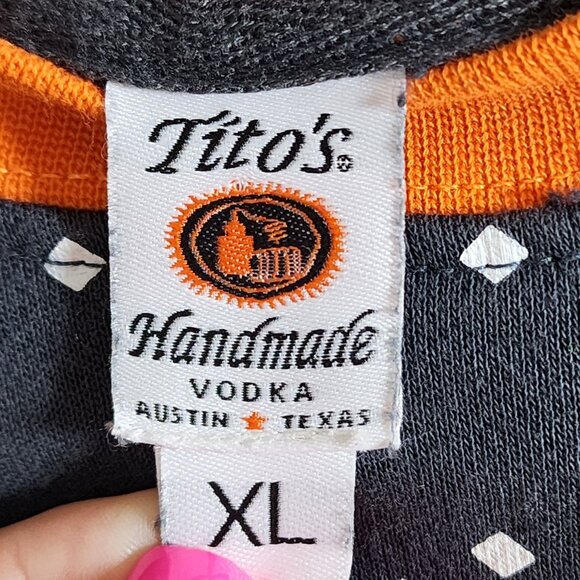 Tito's®
Handmade
VODKA
AUSTIN ★ TEXAS
XL